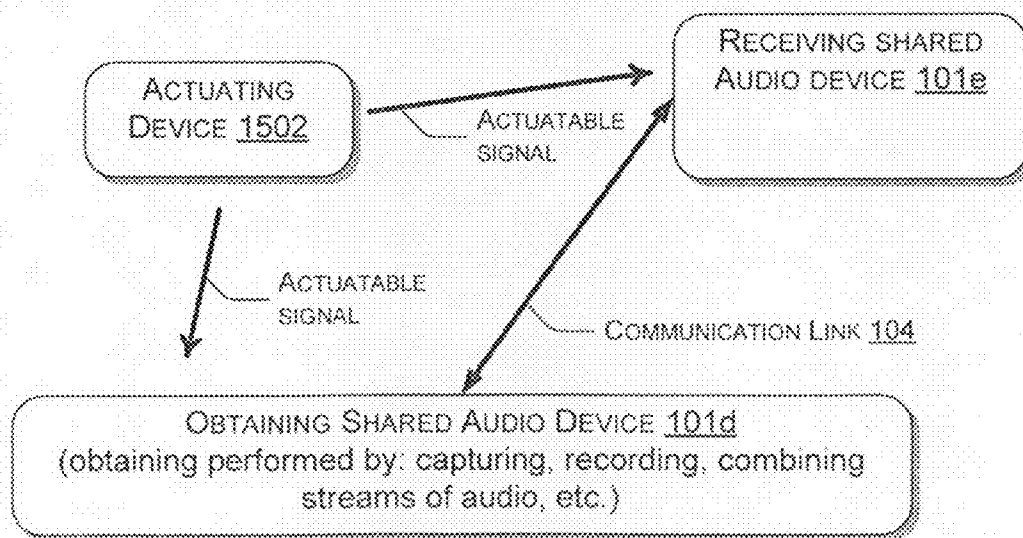 ACTUATING
DEVICE 1502
RECEIVING SHARED
AUDIO DEVICE 101e
ACTUATABLE
SIGNAL
ACTUATABLE
SIGNAL
COMMUNICATION LINK 104
OBTAINING SHARED AUDIO DEVICE 101d
(obtaining performed by: capturing, recording, combining
streams of audio, etc.)